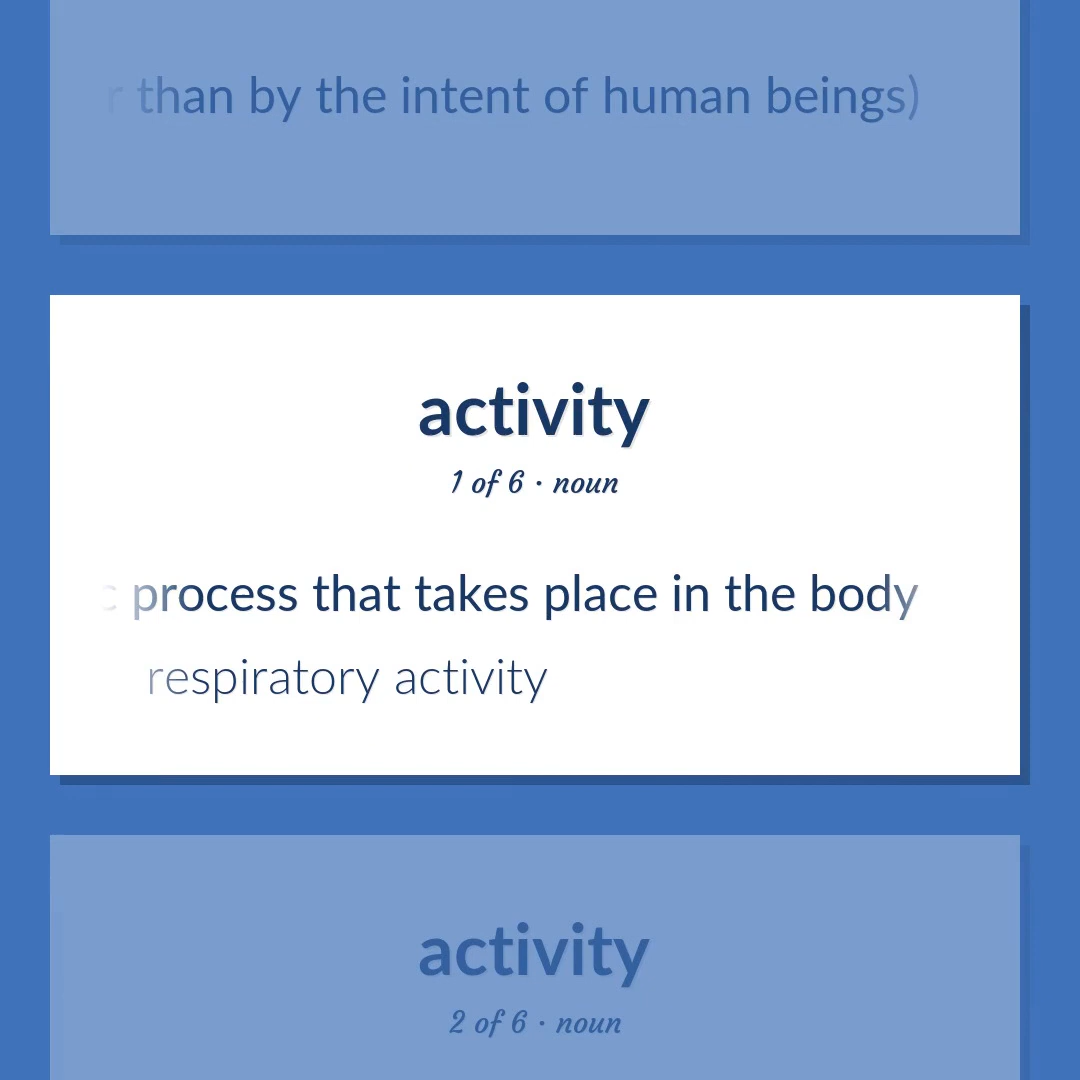 than by the intent of human beings)
activity
1 of 6 · noun
process that takes place in the body
respiratory activity
activity
2 of 6 · noun